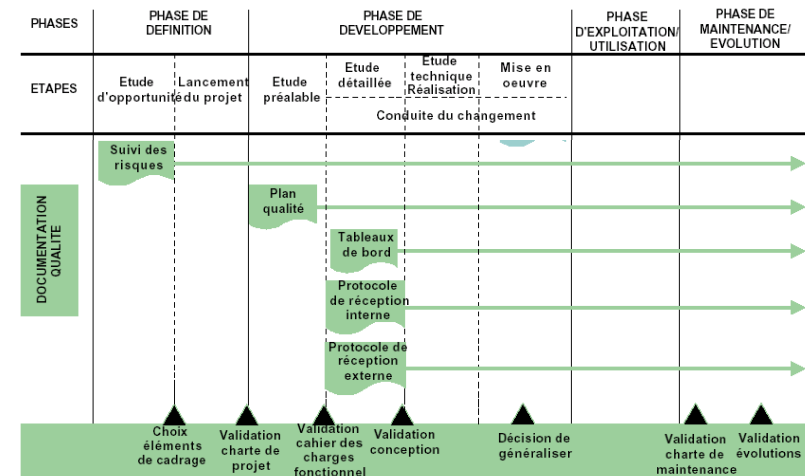 PHASES
PHASE DE
DEFINITION
PHASE DE
DEVELOPPEMENT
PHASE
D'EXPLOITATION/
UTILISATION
PHASE DE
MAINTENANCE/
EVOLUTION
ETAPES
Etude
d'opportunité
Lancement
du projet
Etude
préalable
Etude
détaillée
Etude
technique
Réalisation
Mise en
oeuvre
Conduite du changement
DOCUMENTATION
QUALITE
Suivi des
risques
Plan
qualité
Tableaux
de bord
Protocole
de réception
interne
Protocole de
réception
externe
Choix
éléments
de cadrage
Validation
charte de
projet
Validation
cahier des
charges
fonctionnel
Validation
conception
Décision de
généraliser
Validation
charte de
maintenance
Validation
évolutions